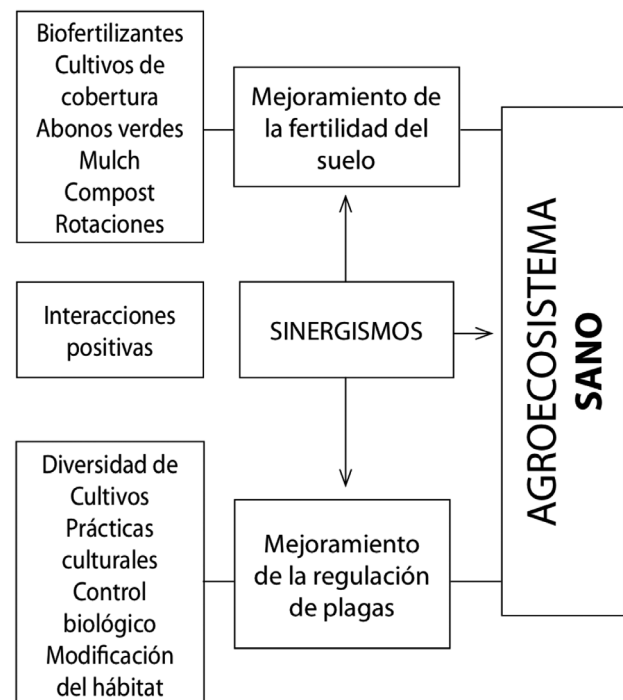 Biofertilizantes
Cultivos de
cobertura
Abonos verdes
Mulch
Compost
Rotaciones
Mejoramiento de
la fertilidad del
suelo
Interacciones
positivas
SINERGISMOS
Diversidad de
Cultivos
Prácticas
culturales
Control
biológico
Modificación
del hábitat
Mejoramiento
de la regulación
de plagas
AGROECOSISTEMA
SANO